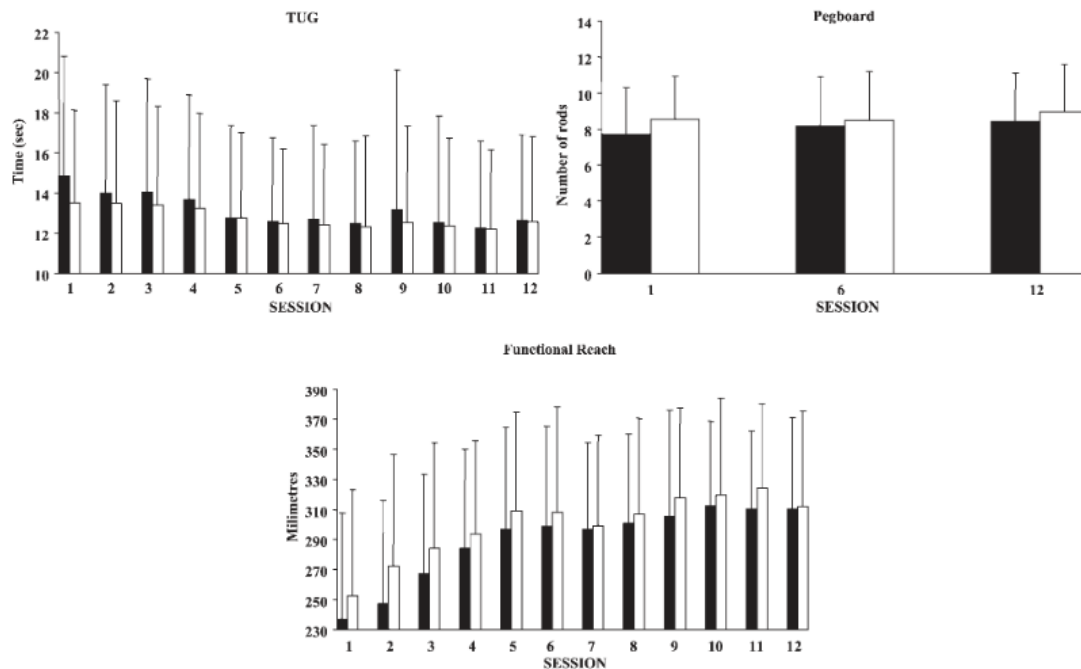 TUG
22
20
18
16
14
12
10
Time (sec)
1 2 3 4 5 6 7 8 9 10 11 12
SESSION
Pegboard
14
12
10
8
6
4
2
0
Number of rods
1 6 12
SESSION
Functional Reach
390
370
350
330
310
290
270
250
230
Milimetres
1 2 3 4 5 6 7 8 9 10 11 12
SESSION